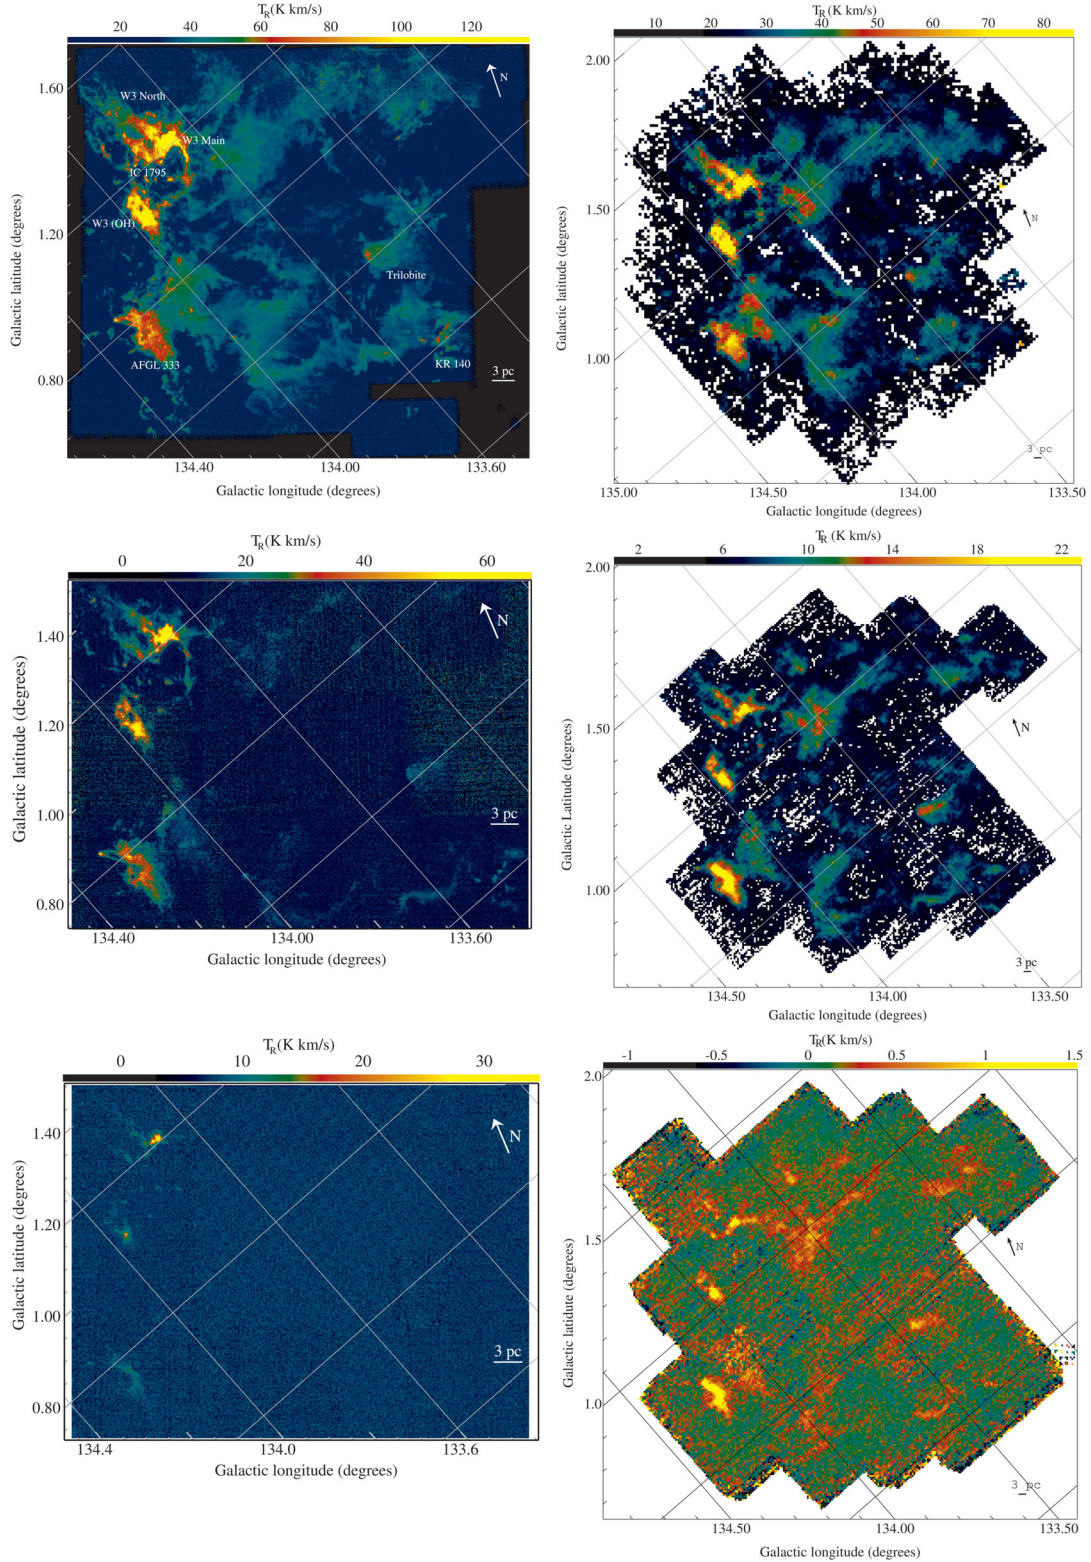 T_R(K km/s)
20 40 60 80 100 120
N
1.60
W3 North
W3 Main
IC 1795
W3 (OH)
1.20
Trilobite
AFGL 333
KR 140
0.80
3 pc
134.40 134.00 133.60
Galactic latitude (degrees)
Galactic longitude (degrees)
T_R(K km/s)
10 20 30 40 50 60 70 80
2.00
1.50
N
1.00
3 pc
135.00 134.50 134.00 133.50
Galactic latitude (degrees)
Galactic longitude (degrees)
T_R(K km/s)
0 20 40 60
N
1.40
1.20
1.00
3 pc
0.80
134.40 134.00 133.60
Galactic latitude (degrees)
Galactic longitude (degrees)
T_R (K km/s)
2 6 10 14 18 22
2.00
1.50
N
1.00
3 pc
134.50 134.00 133.50
Galactic Latitude (degrees)
Galactic longitude (degrees)
T_R(K km/s)
0 10 20 30
1.40
N
1.20
1.00
3 pc
0.80
134.4 134.0 133.6
Galactic latitude (degrees)
Galactic longitude (degrees)
T_R(K km/s)
-1 -0.5 0 0.5 1 1.5
2.0
1.5
N
1.0
3 pc
134.50 134.00 133.50
Galactic latidute (degrees)
Galactic longitude (degrees)